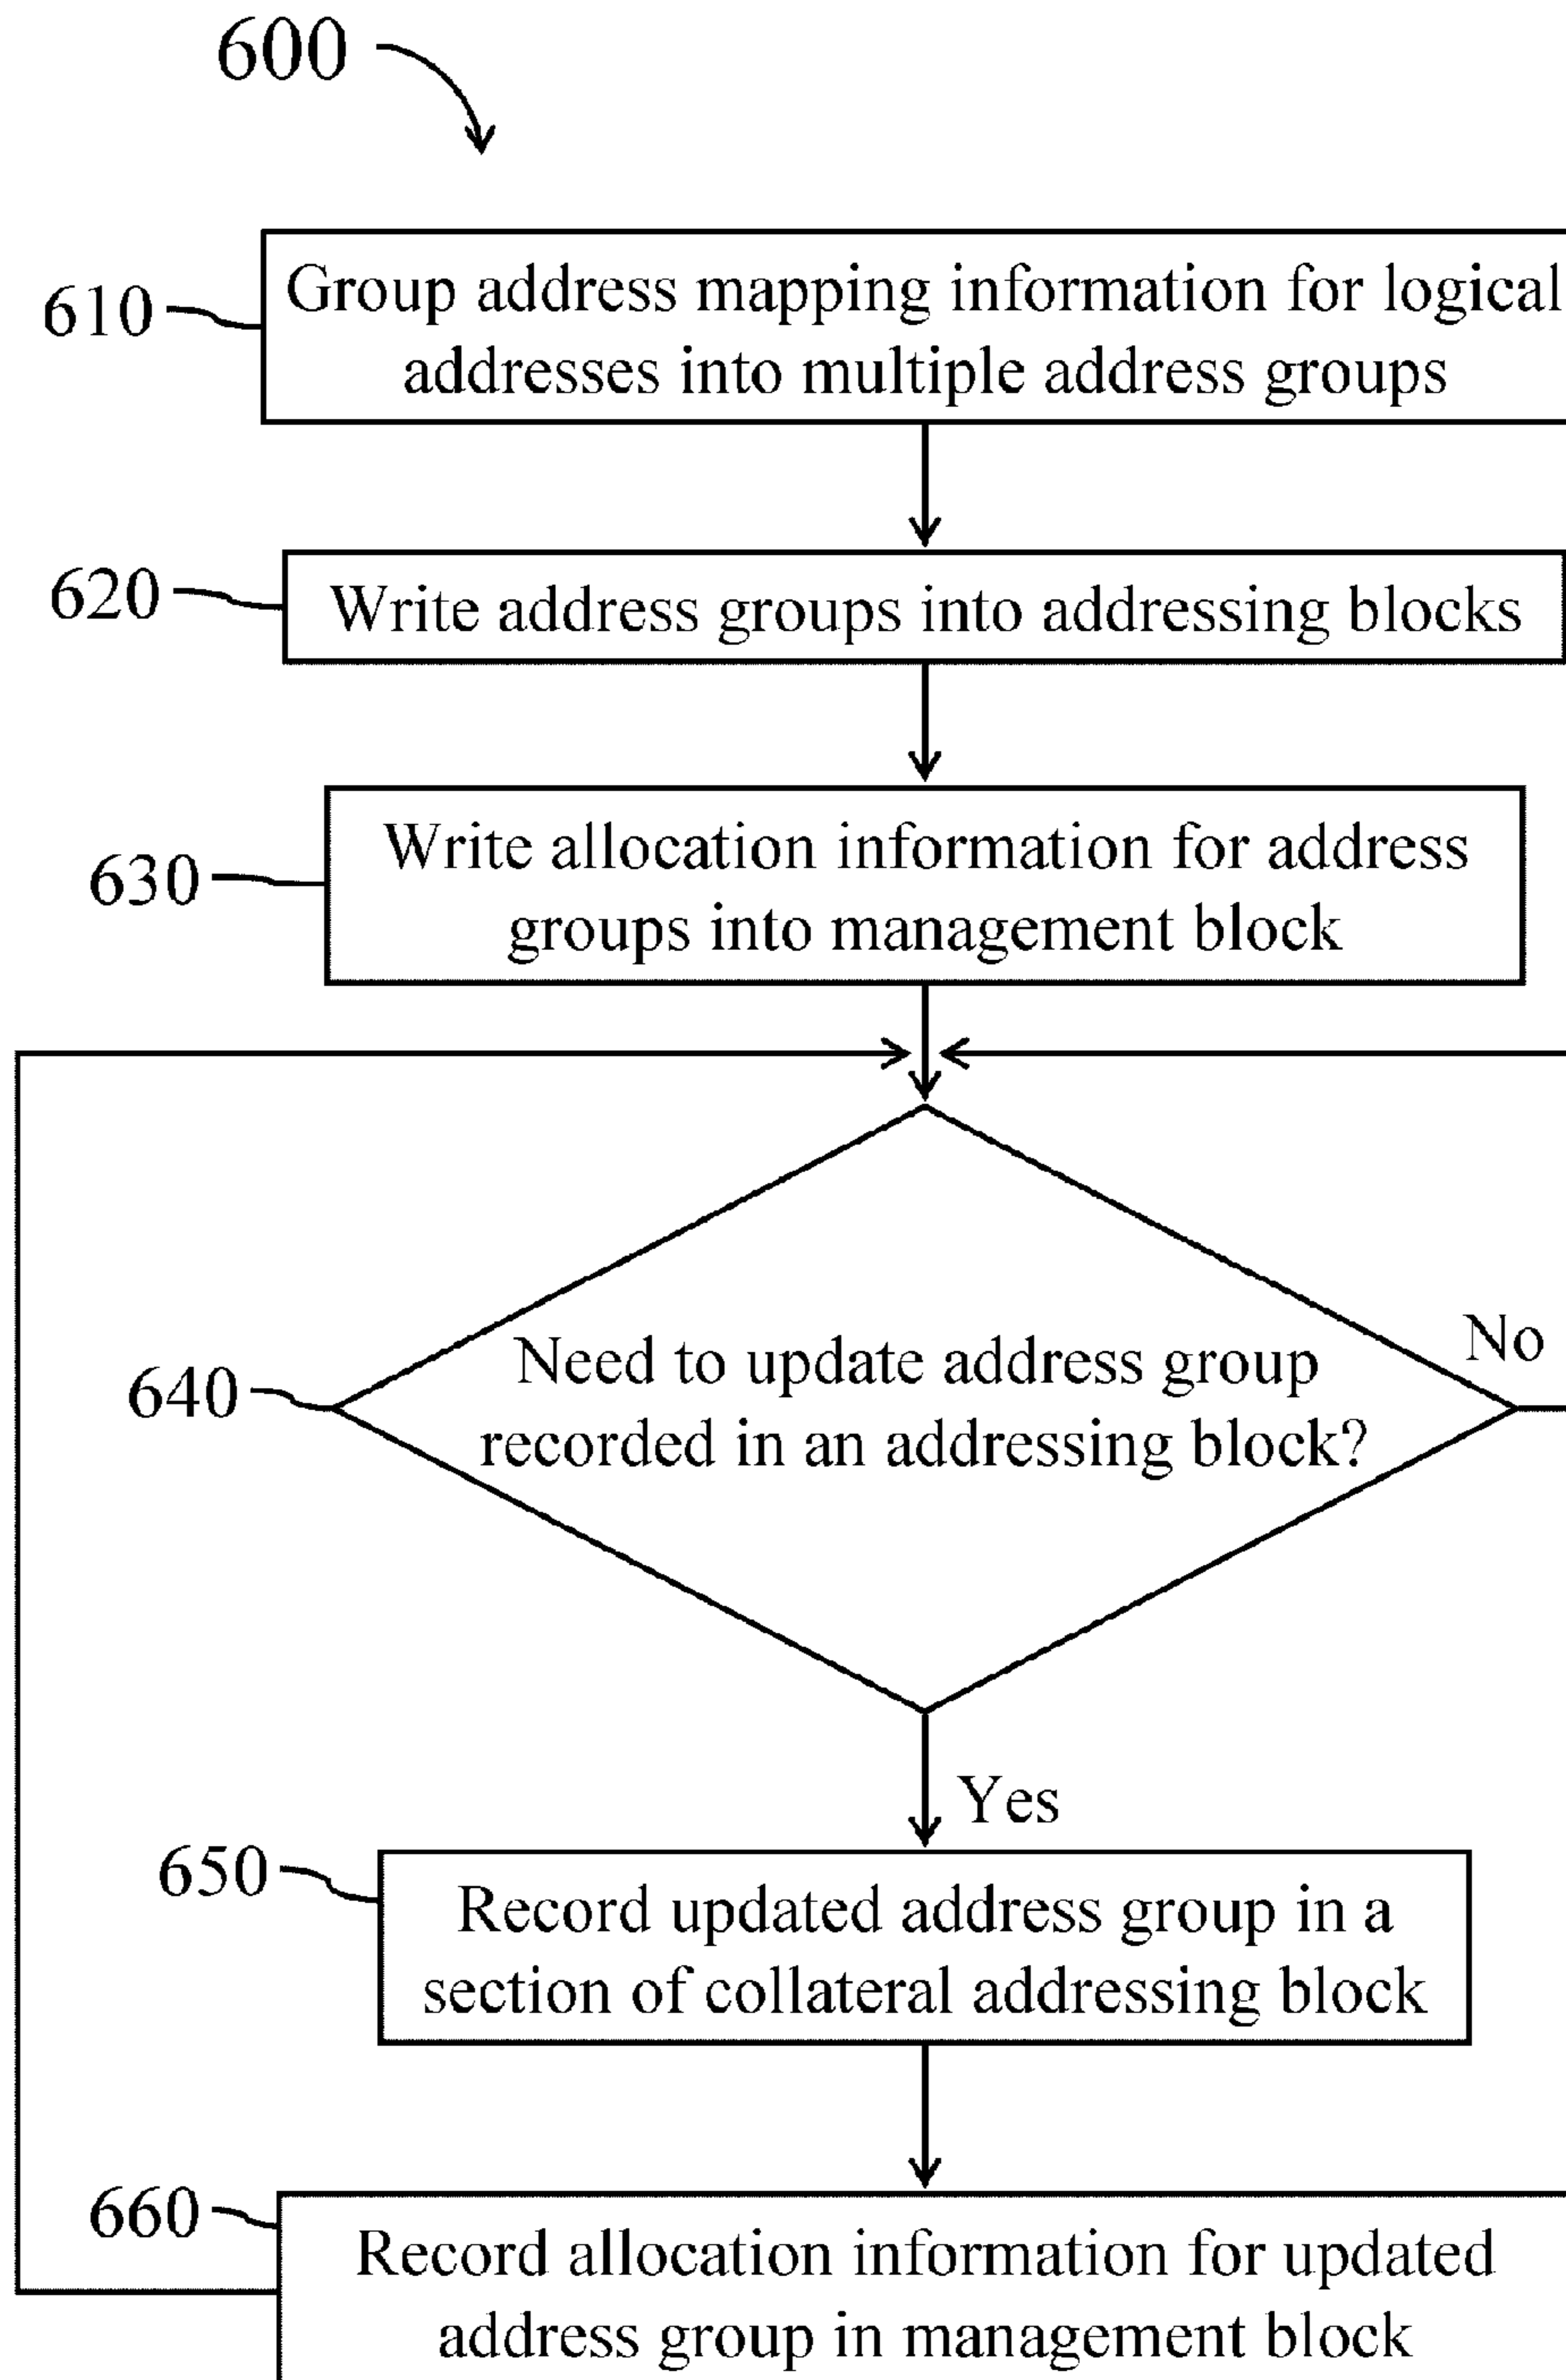 600
610
Group address mapping information for logical
addresses into multiple address groups
620
Write address groups into addressing blocks
630
Write allocation information for address
groups into management block
640
Need to update address group
recorded in an addressing block?
No
Yes
650
Record updated address group in a
section of collateral addressing block
660
Record allocation information for updated
address group in management block